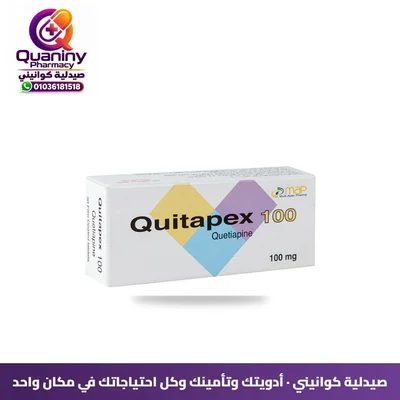 Quaniny
Pharmacy
صيدلية كوانيني
01036181518
map
Quitapex 100
Quetiapine
100 mg
Quitapex 100
Quetiapine
صيدلية كوانيني - أدويتك وتأمينك وكل احتياجاتك في مكان واحد